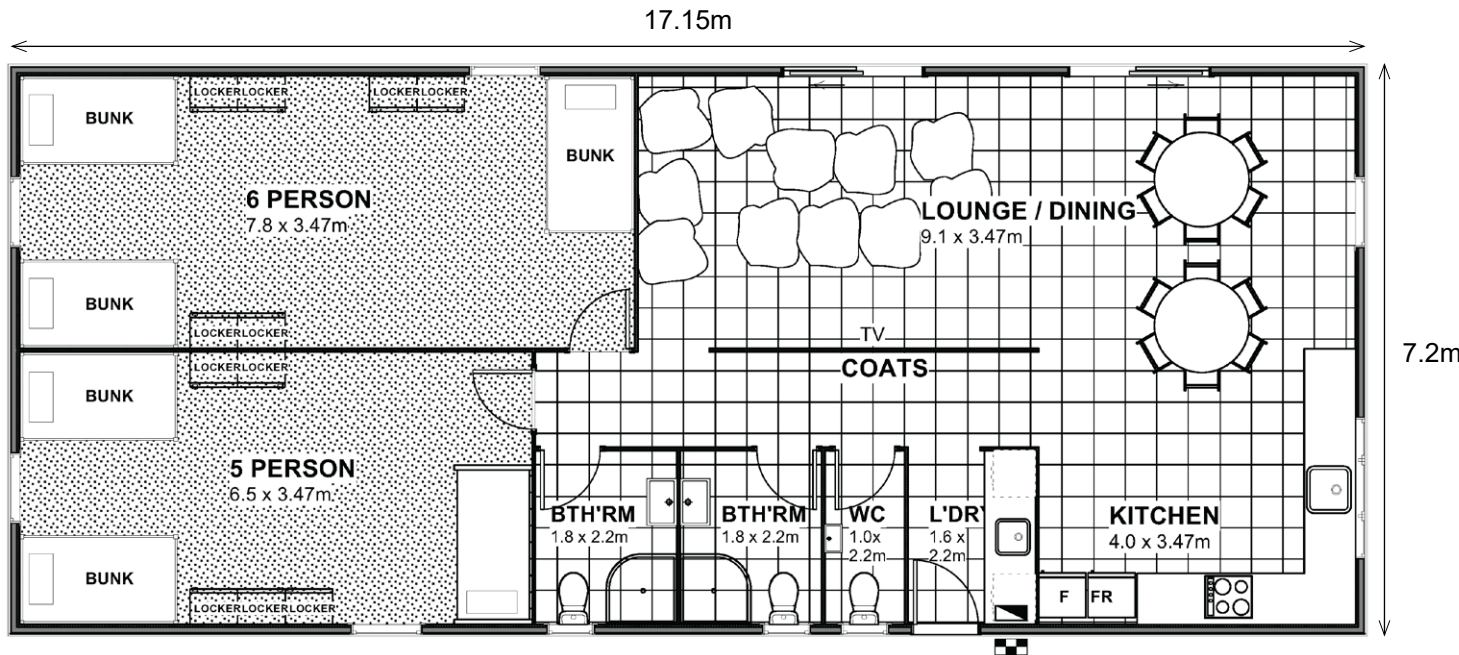 17.15m
LOCKER LOCKER
LOCKER LOCKER
BUNK
BUNK
6 PERSON
7.8 x 3.47m
LOUNGE / DINING
9.1 x 3.47m
BUNK
LOCKER LOCKER
TV
7.2m
LOCKER LOCKER
COATS
BUNK
5 PERSON
6.5 x 3.47m
BTH'RM
1.8 x 2.2m
BTH'RM
1.8 x 2.2m
WC
1.0x
2.2m
L'DRY
1.6 x
2.2m
KITCHEN
4.0 x 3.47m
BUNK
F
FR
LOCKER LOCKER LOCKER